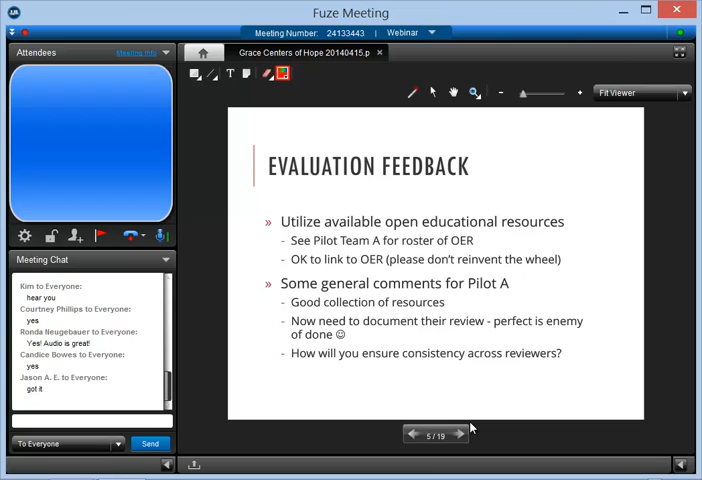 Fuze Meeting
Meeting Number: 24133443 Webinar
Attendees
Meeting Info
Grace Centers of Hope 20140415.p
T
Fit Viewer
EVALUATION FEEDBACK
» Utilize available open educational resources
- See Pilot Team A for roster of OER
- OK to link to OER (please don't reinvent the wheel)
» Some general comments for Pilot A
- Good collection of resources
- Now need to document their review - perfect is enemy
of done ☺
- How will you ensure consistency across reviewers?
5 / 19
Meeting Chat
Kim to Everyone:
hear you
Courtney Phillips to Everyone:
yes
Ronda Neugebauer to Everyone:
Yes! Audio is great!
Candice Bowes to Everyone:
yes
Jason A. E. to Everyone:
got it
To Everyone
Send